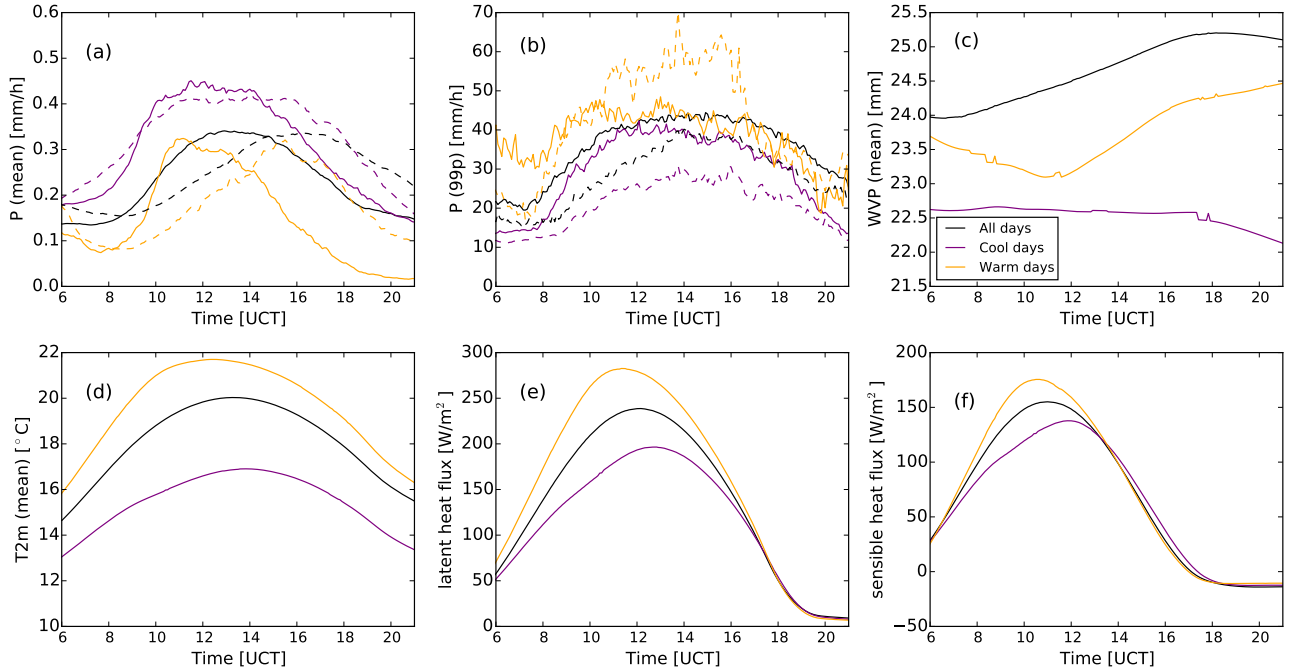 (a)
P (mean) [mm/h]
0.6
0.5
0.4
0.3
0.2
0.1
0.0
6 8 10 12 14 16 18 20
Time [UCT]
(b)
P (99p) [mm/h]
70
60
50
40
30
20
10
0
6 8 10 12 14 16 18 20
Time [UCT]
(c)
WVP (mean) [mm]
25.5
25.0
24.5
24.0
23.5
23.0
22.5
22.0
21.5
All days
Cool days
Warm days
6 8 10 12 14 16 18 20
Time [UCT]
(d)
T2m (mean) [°C]
22
20
18
16
14
12
10
6 8 10 12 14 16 18 20
Time [UCT]
(e)
latent heat flux [W/m² ]
300
250
200
150
100
50
0
6 8 10 12 14 16 18 20
Time [UCT]
(f)
sensible heat flux [W/m² ]
200
150
100
50
0
−50
6 8 10 12 14 16 18 20
Time [UCT]